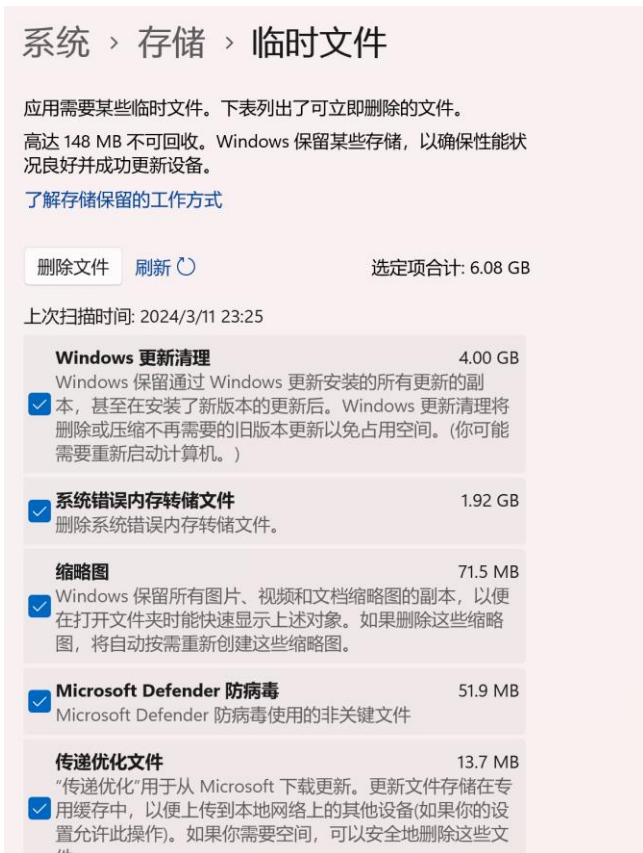 系统 > 存储 > 临时文件
应用需要某些临时文件。下表列出了可立即删除的文件。
高达 148 MB 不可回收。Windows 保留某些存储，以确保性能状
况良好并成功更新设备。
了解存储保留的工作方式
删除文件 刷新 选定项合计: 6.08 GB
上次扫描时间: 2024/3/11 23:25
Windows 更新清理 4.00 GB
Windows 保留通过 Windows 更新安装的所有更新的副
本，甚至在安装了新版本的更新后。Windows 更新清理将
删除或压缩不再需要的旧版本更新以免占用空间。(你可能
需要重新启动计算机。)
系统错误内存转储文件 1.92 GB
删除系统错误内存转储文件。
缩略图 71.5 MB
Windows 保留所有图片、视频和文档缩略图的副本，以便
在打开文件夹时能快速显示上述对象。如果删除这些缩略
图，将自动按需重新创建这些缩略图。
Microsoft Defender 防病毒 51.9 MB
Microsoft Defender 防病毒使用的非关键文件
传递优化文件 13.7 MB
“传递优化”用于从 Microsoft 下载更新。更新文件存储在专
用缓存中，以便上传到本地网络上的其他设备(如果你的设
置允许此操作)。如果你需要空间，可以安全地删除这些文